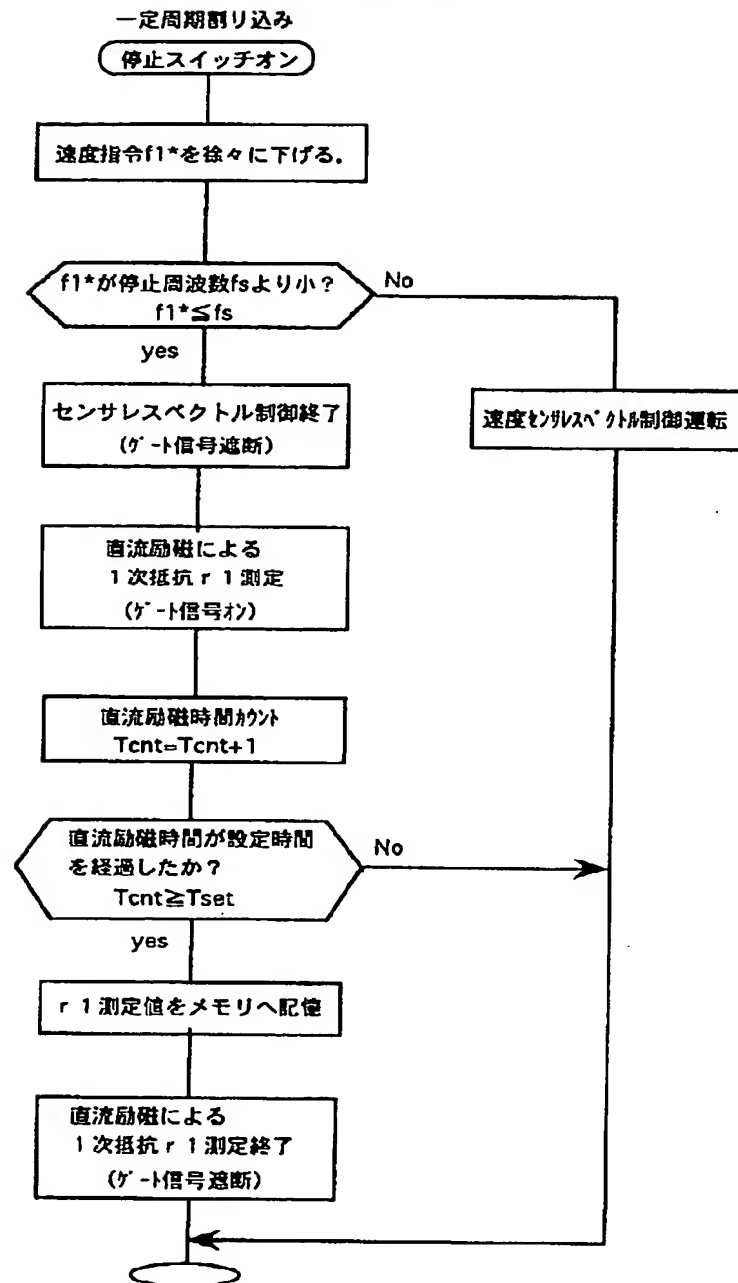 一定周期割り込み
停止スイッチオン
速度指令f1*を徐々に下げる。
f1*が停止周波数fsより小?
f1*≦fs
No
yes
センサレスベクトル制御終了
(ｹﾞｰﾄ信号遮断)
速度ｾﾝｻﾚｽﾍﾞｸﾄﾙ制御運転
直流励磁による
1次抵抗r1測定
(ｹﾞｰﾄ信号ｵﾝ)
直流励磁時間ｶｳﾝﾄ
Tcnt=Tcnt+1
直流励磁時間が設定時間
を経過したか?
Tcnt≧Tset
No
yes
r1測定値をメモリへ記憶
直流励磁による
1次抵抗r1測定終了
(ｹﾞｰﾄ信号遮断)